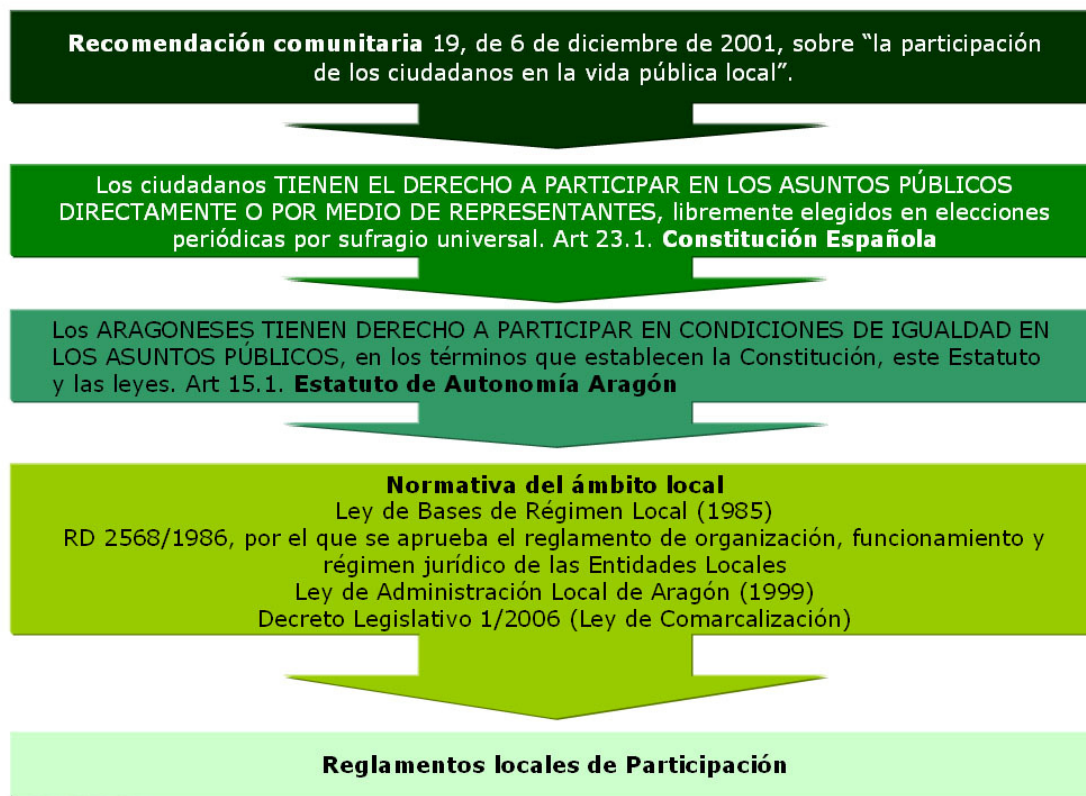 Recomendación comunitaria 19, de 6 de diciembre de 2001, sobre “la participación
de los ciudadanos en la vida pública local”.
Los ciudadanos TIENEN EL DERECHO A PARTICIPAR EN LOS ASUNTOS PÚBLICOS
DIRECTAMENTE O POR MEDIO DE REPRESENTANTES, libremente elegidos en elecciones
periódicas por sufragio universal. Art 23.1. Constitución Española
Los ARAGONESES TIENEN DERECHO A PARTICIPAR EN CONDICIONES DE IGUALDAD EN
LOS ASUNTOS PÚBLICOS, en los términos que establecen la Constitución, este Estatuto
y las leyes. Art 15.1. Estatuto de Autonomía Aragón
Normativa del ámbito local
Ley de Bases de Régimen Local (1985)
RD 2568/1986, por el que se aprueba el reglamento de organización, funcionamiento y
régimen jurídico de las Entidades Locales
Ley de Administración Local de Aragón (1999)
Decreto Legislativo 1/2006 (Ley de Comarcalización)
Reglamentos locales de Participación